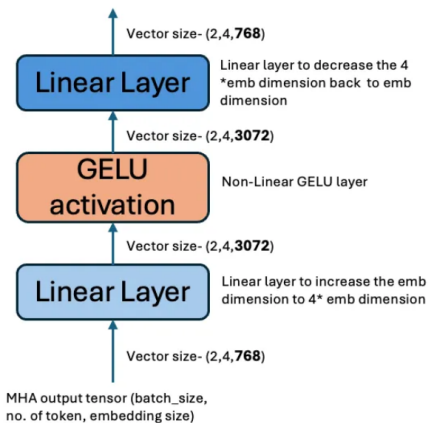 Vector size- (2,4,768)
Linear Layer
Linear layer to decrease the 4
*emb dimension back to emb
dimension
Vector size- (2,4,3072)
GELU
activation
Non-Linear GELU layer
Vector size- (2,4,3072)
Linear Layer
Linear layer to increase the emb
dimension to 4* emb dimension
Vector size- (2,4,768)
MHA output tensor (batch_size,
no. of token, embedding size)